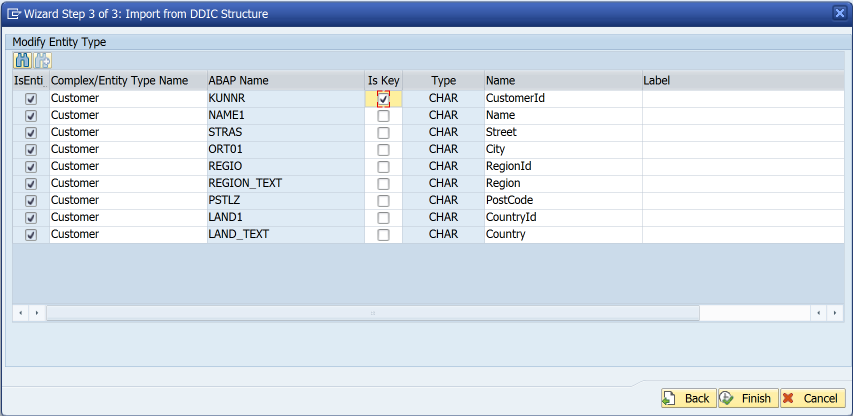 Wizard Step 3 of 3: Import from DDIC Structure
Modify Entity Type
IsEnti_ Complex/Entity Type Name ABAP Name Is Key Type Name Label
Customer KUNNR CHAR CustomerId
Customer NAME1 CHAR Name
Customer STRAS CHAR Street
Customer ORT01 CHAR City
Customer REGIO CHAR RegionId
Customer REGION_TEXT CHAR Region
Customer PSTLZ CHAR PostCode
Customer LAND1 CHAR CountryId
Customer LAND_TEXT CHAR Country
Back Finish Cancel